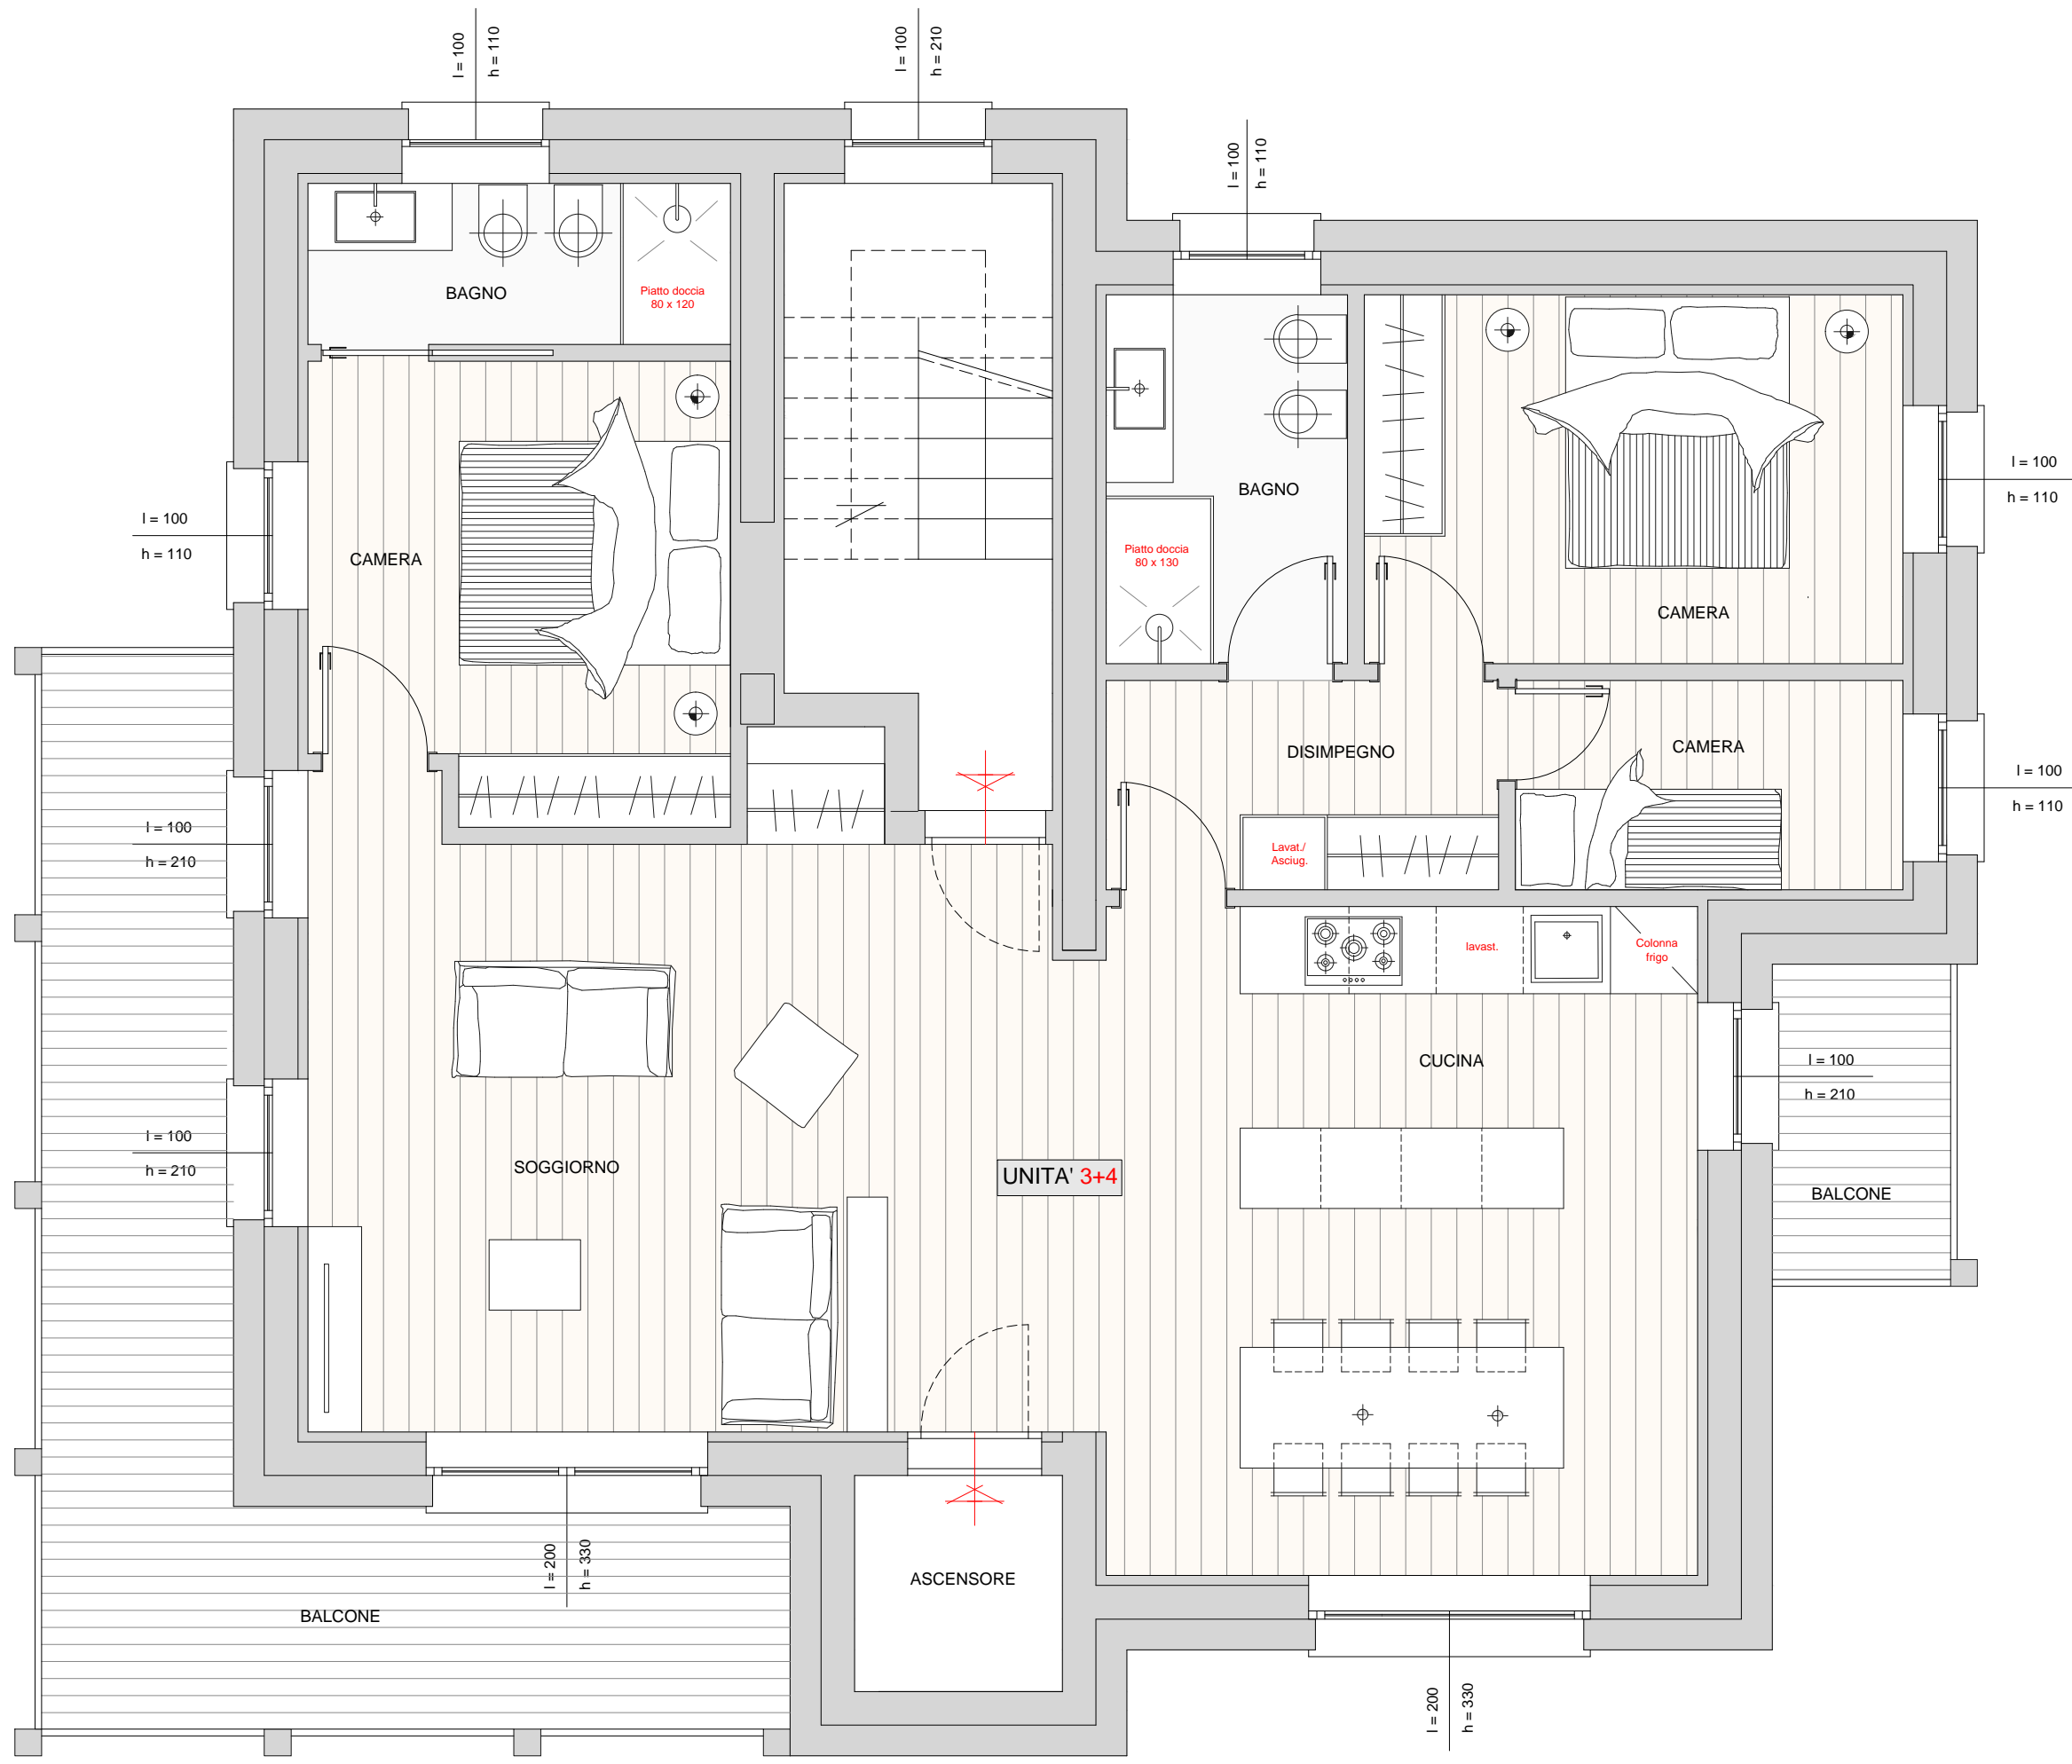 l = 100
h = 110
l = 100
h = 210
l = 100
h = 110
BAGNO
Piatto doccia
80 x 120
l = 100
h = 110
CAMERA
BAGNO
Piatto doccia
80 x 130
CAMERA
l = 100
h = 110
DISIMPEGNO
CAMERA
l = 100
h = 110
l = 100
h = 210
Lavat./
Asciug.
lavast.
Colonna
frigo
CUCINA
l = 100
h = 210
l = 100
h = 210
SOGGIORNO
UNITA' 3+4
BALCONE
l = 200
h = 330
ASCENSORE
BALCONE
l = 200
h = 330